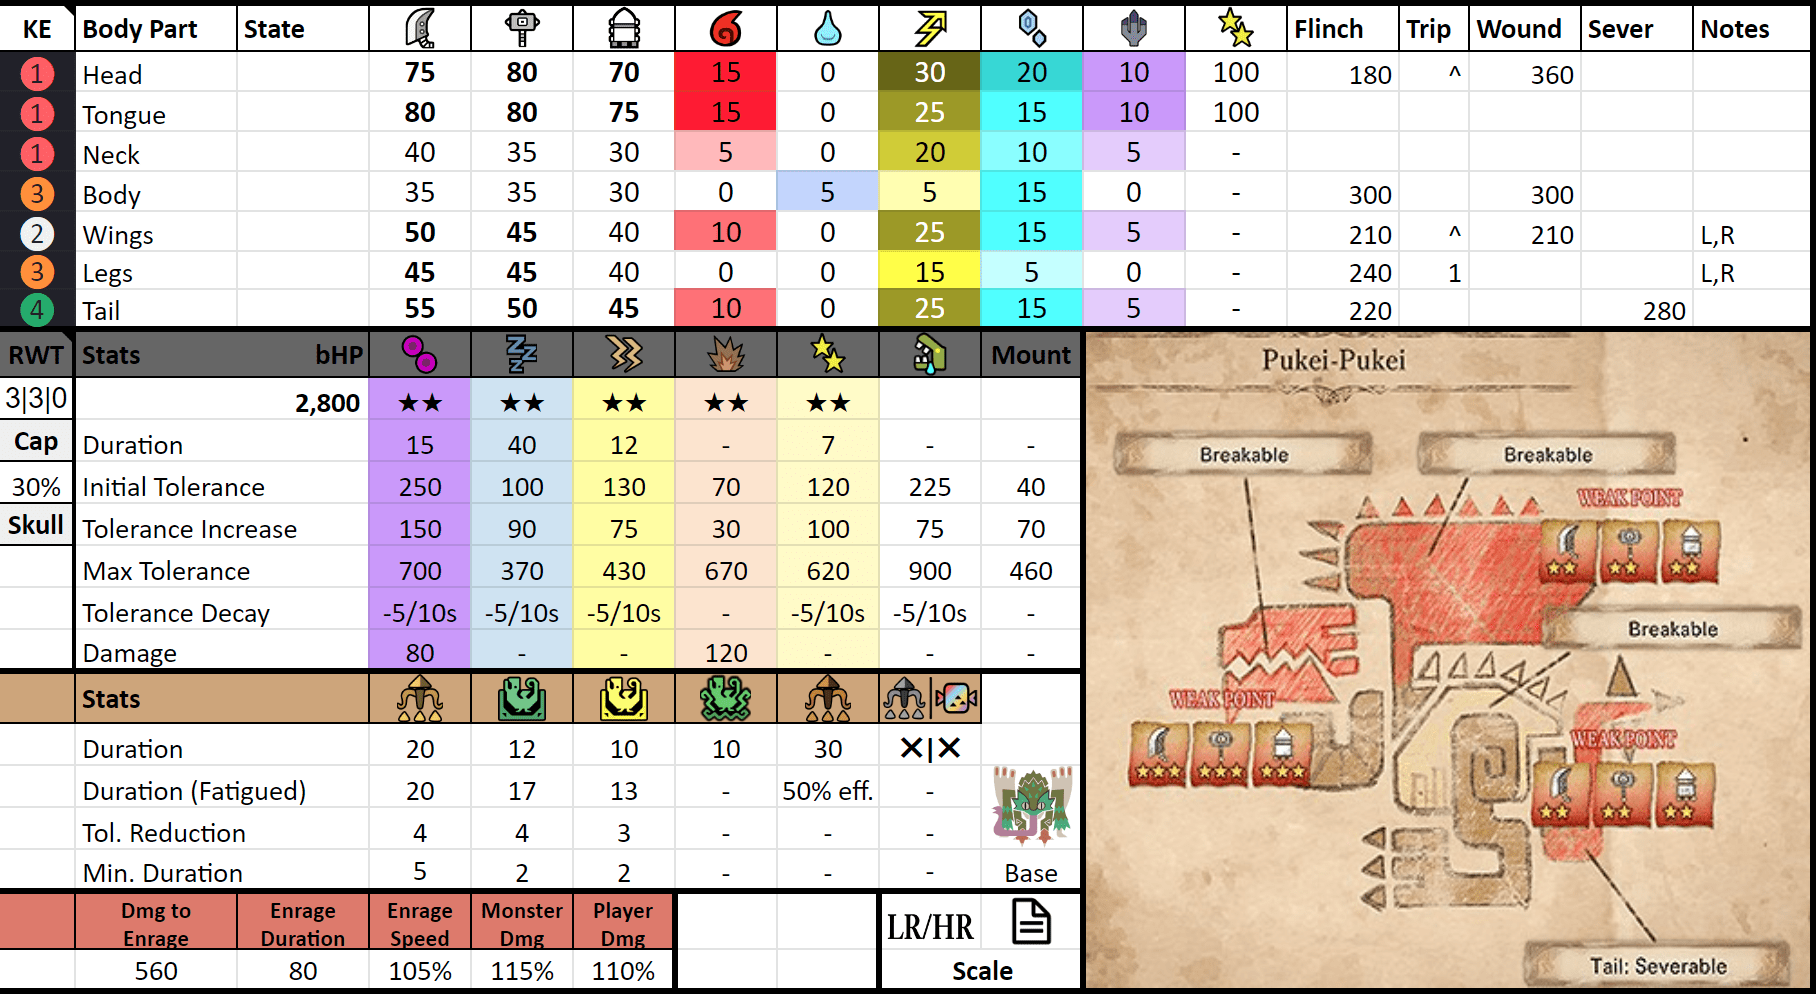 KE Body Part State Flinch Trip Wound Sever Notes
1 Head 75 80 70 15 0 30 20 10 100 180 ^ 360
1 Tongue 80 80 75 15 0 25 15 10 100
1 Neck 40 35 30 5 0 20 10 5 -
3 Body 35 35 30 0 5 5 15 0 - 300 300
2 Wings 50 45 40 10 0 25 15 5 - 210 ^ 210 L,R
3 Legs 45 45 40 0 0 15 5 0 - 240 1 L,R
4 Tail 55 50 45 10 0 25 15 5 - 220 280
RWT Stats bHP Mount
3|3|0 2,800 ★★ ★★ ★★ ★★ ★★
Cap Duration 15 40 12 - 7 - -
30% Initial Tolerance 250 100 130 70 120 225 40
Skull Tolerance Increase 150 90 75 30 100 75 70
Max Tolerance 700 370 430 670 620 900 460
Tolerance Decay -5/10s -5/10s -5/10s - -5/10s -5/10s -
Damage 80 - - 120 - - -
Stats
Duration 20 12 10 10 30 ✕|✕
Duration (Fatigued) 20 17 13 - 50% eff. -
Tol. Reduction 4 4 3 - - -
Min. Duration 5 2 2 - - - Base
Dmg to Enrage Enrage Duration Enrage Speed Monster Dmg Player Dmg LR/HR
560 80 105% 115% 110% Scale
Pukei-Pukei
Breakable Breakable
WEAK POINT
Breakable
WEAK POINT
WEAK POINT
Tail: Severable